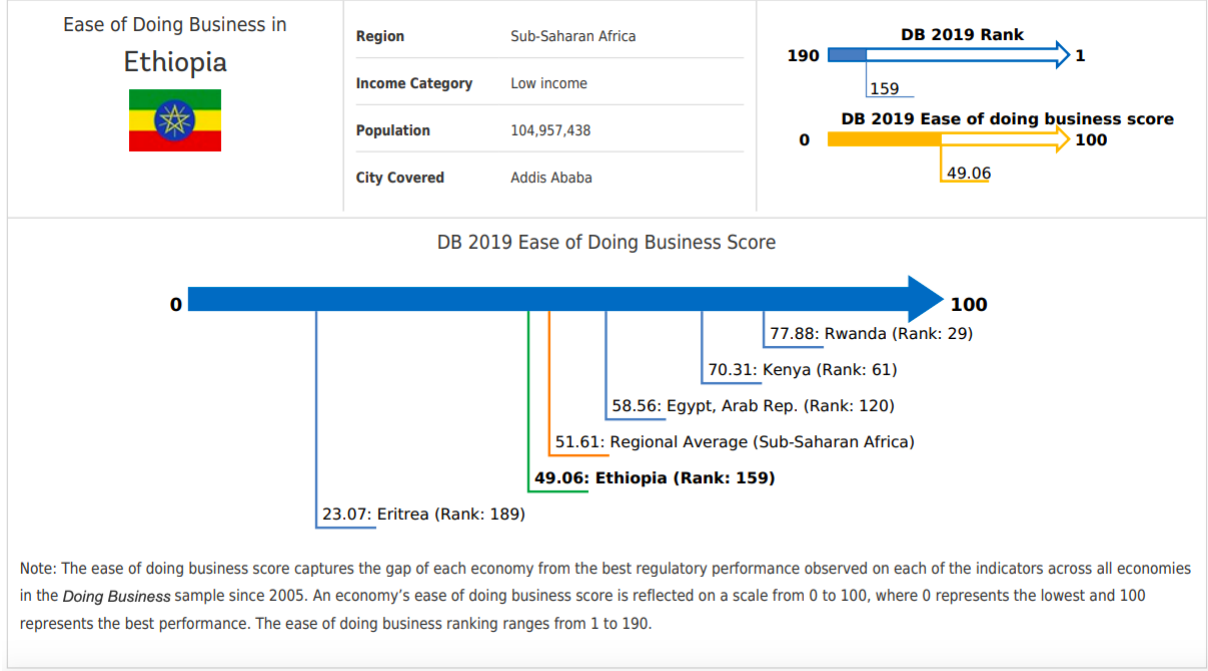 Ease of Doing Business in
Ethiopia
Region Sub-Saharan Africa
Income Category Low income
Population 104,957,438
City Covered Addis Ababa
DB 2019 Rank
190 1
159
DB 2019 Ease of doing business score
0 100
49.06
DB 2019 Ease of Doing Business Score
0 100
77.88: Rwanda (Rank: 29)
70.31: Kenya (Rank: 61)
58.56: Egypt, Arab Rep. (Rank: 120)
51.61: Regional Average (Sub-Saharan Africa)
49.06: Ethiopia (Rank: 159)
23.07: Eritrea (Rank: 189)
Note: The ease of doing business score captures the gap of each economy from the best regulatory performance observed on each of the indicators across all economies
in the Doing Business sample since 2005. An economy’s ease of doing business score is reflected on a scale from 0 to 100, where 0 represents the lowest and 100
represents the best performance. The ease of doing business ranking ranges from 1 to 190.